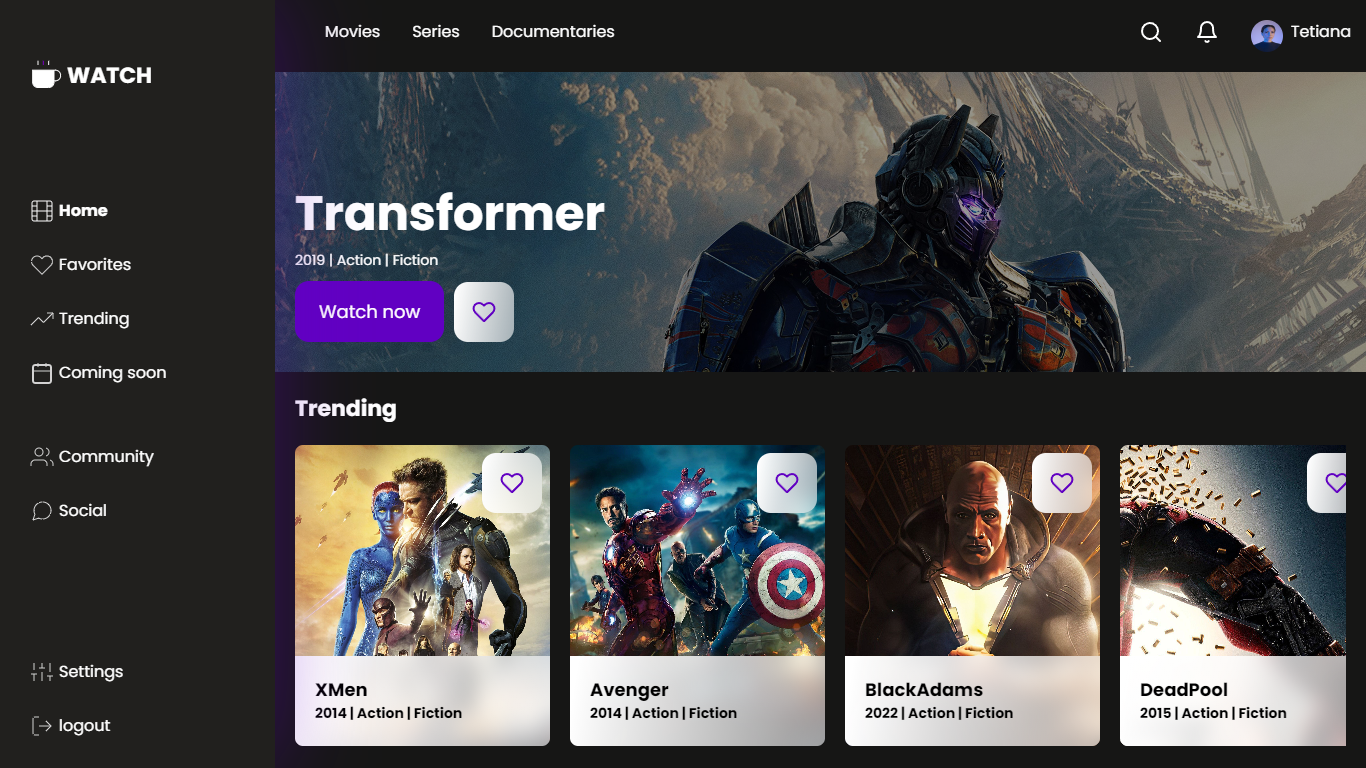 WATCH
Home
Favorites
Trending
Coming soon
Community
Social
Settings
logout
Movies Series Documentaries
Tetiana
Transformer
2019 | Action | Fiction
Watch now
Trending
XMen
2014 | Action | Fiction
Avenger
2014 | Action | Fiction
BlackAdams
2022 | Action | Fiction
DeadPool
2015 | Action | Fiction